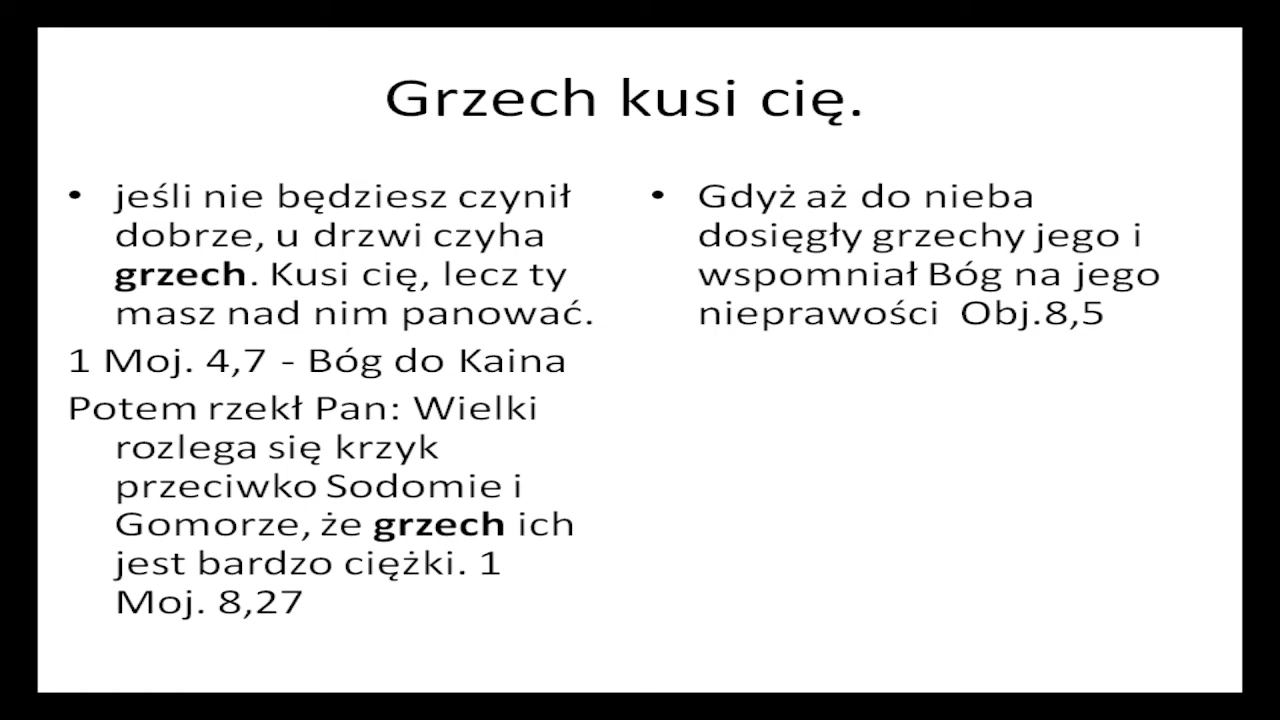 Grzech kusi cię.
• jeśli nie będziesz czynił
dobrze, u drzwi czyha
grzech. Kusi cię, lecz ty
masz nad nim panować.
1 Moj. 4,7 - Bóg do Kaina
Potem rzekł Pan: Wielki
rozlega się krzyk
przeciwko Sodomie i
Gomorze, że grzech ich
jest bardzo ciężki. 1
Moj. 8,27
• Gdyż aż do nieba
dosięgły grzechy jego i
wspomniał Bóg na jego
nieprawości Obj.8,5